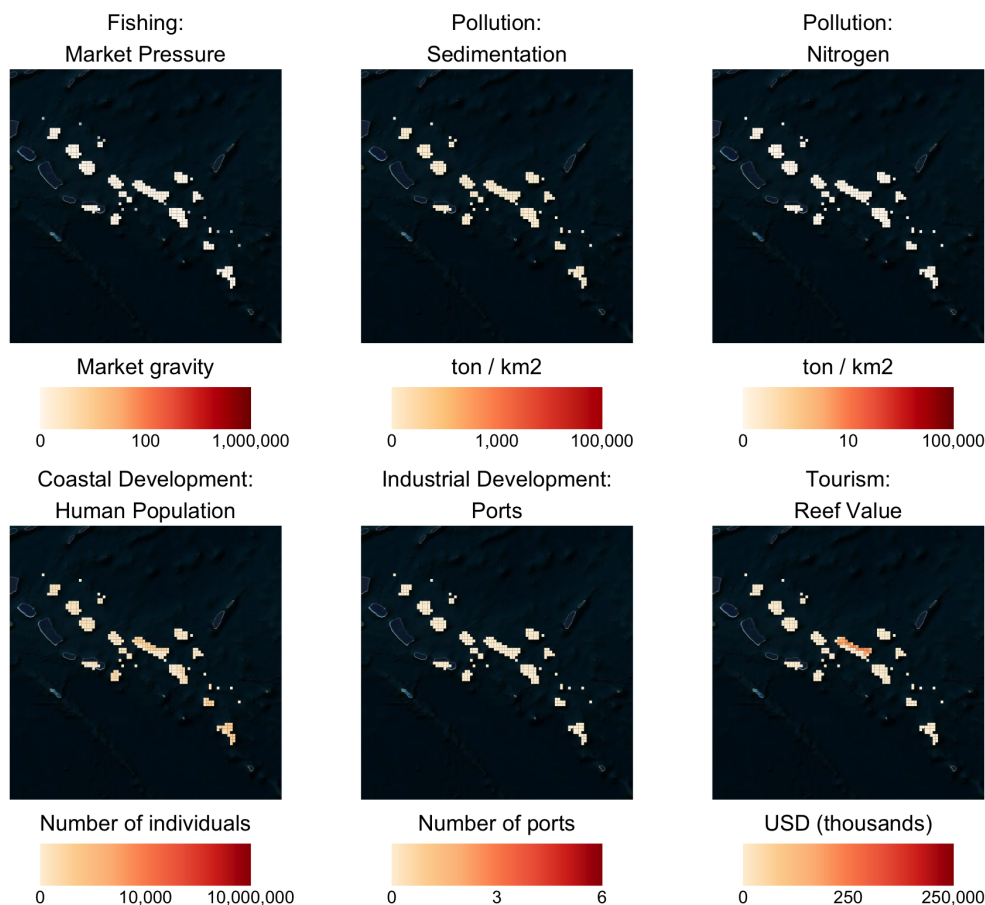 Fishing:
Market Pressure
Pollution:
Sedimentation
Pollution:
Nitrogen
Market gravity
ton / km2
ton / km2
0 100 1,000,000
0 1,000 100,000
0 10 100,000
Coastal Development:
Human Population
Industrial Development:
Ports
Tourism:
Reef Value
Number of individuals
Number of ports
USD (thousands)
0 10,000 10,000,000
0 3 6
0 250 250,000